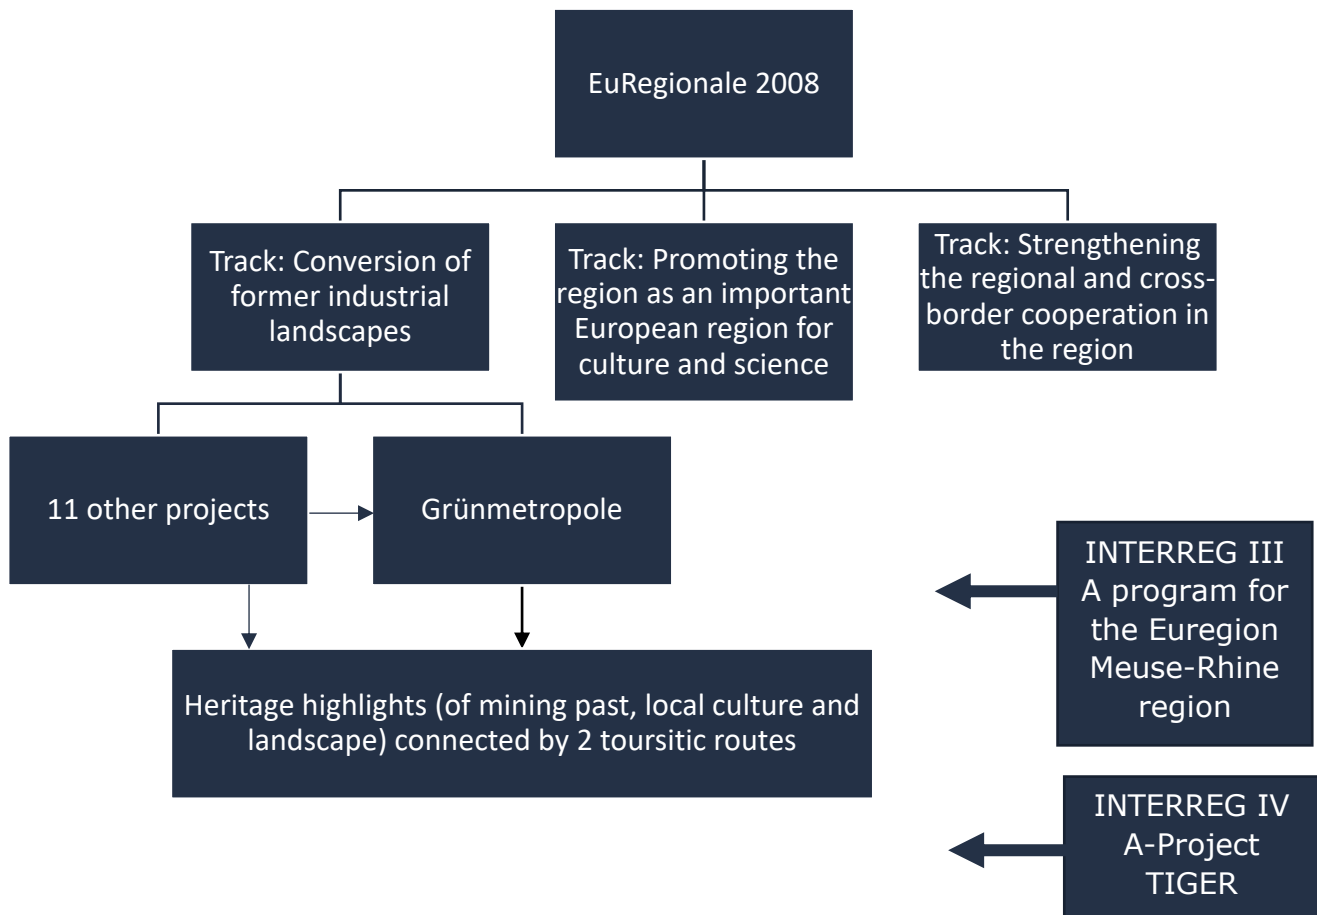 EuRegionale 2008
Track: Conversion of
former industrial
landscapes
Track: Promoting the
region as an important
European region for
culture and science
Track: Strengthening
the regional and cross-
border cooperation in
the region
11 other projects
Grünmetropole
INTERREG III
A program for
the Euregion
Meuse-Rhine
region
Heritage highlights (of mining past, local culture and
landscape) connected by 2 toursitic routes
INTERREG IV
A-Project
TIGER